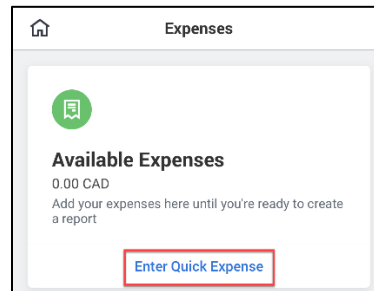 Expenses
Available Expenses
0.00 CAD
Add your expenses here until you're ready to create
a report
Enter Quick Expense